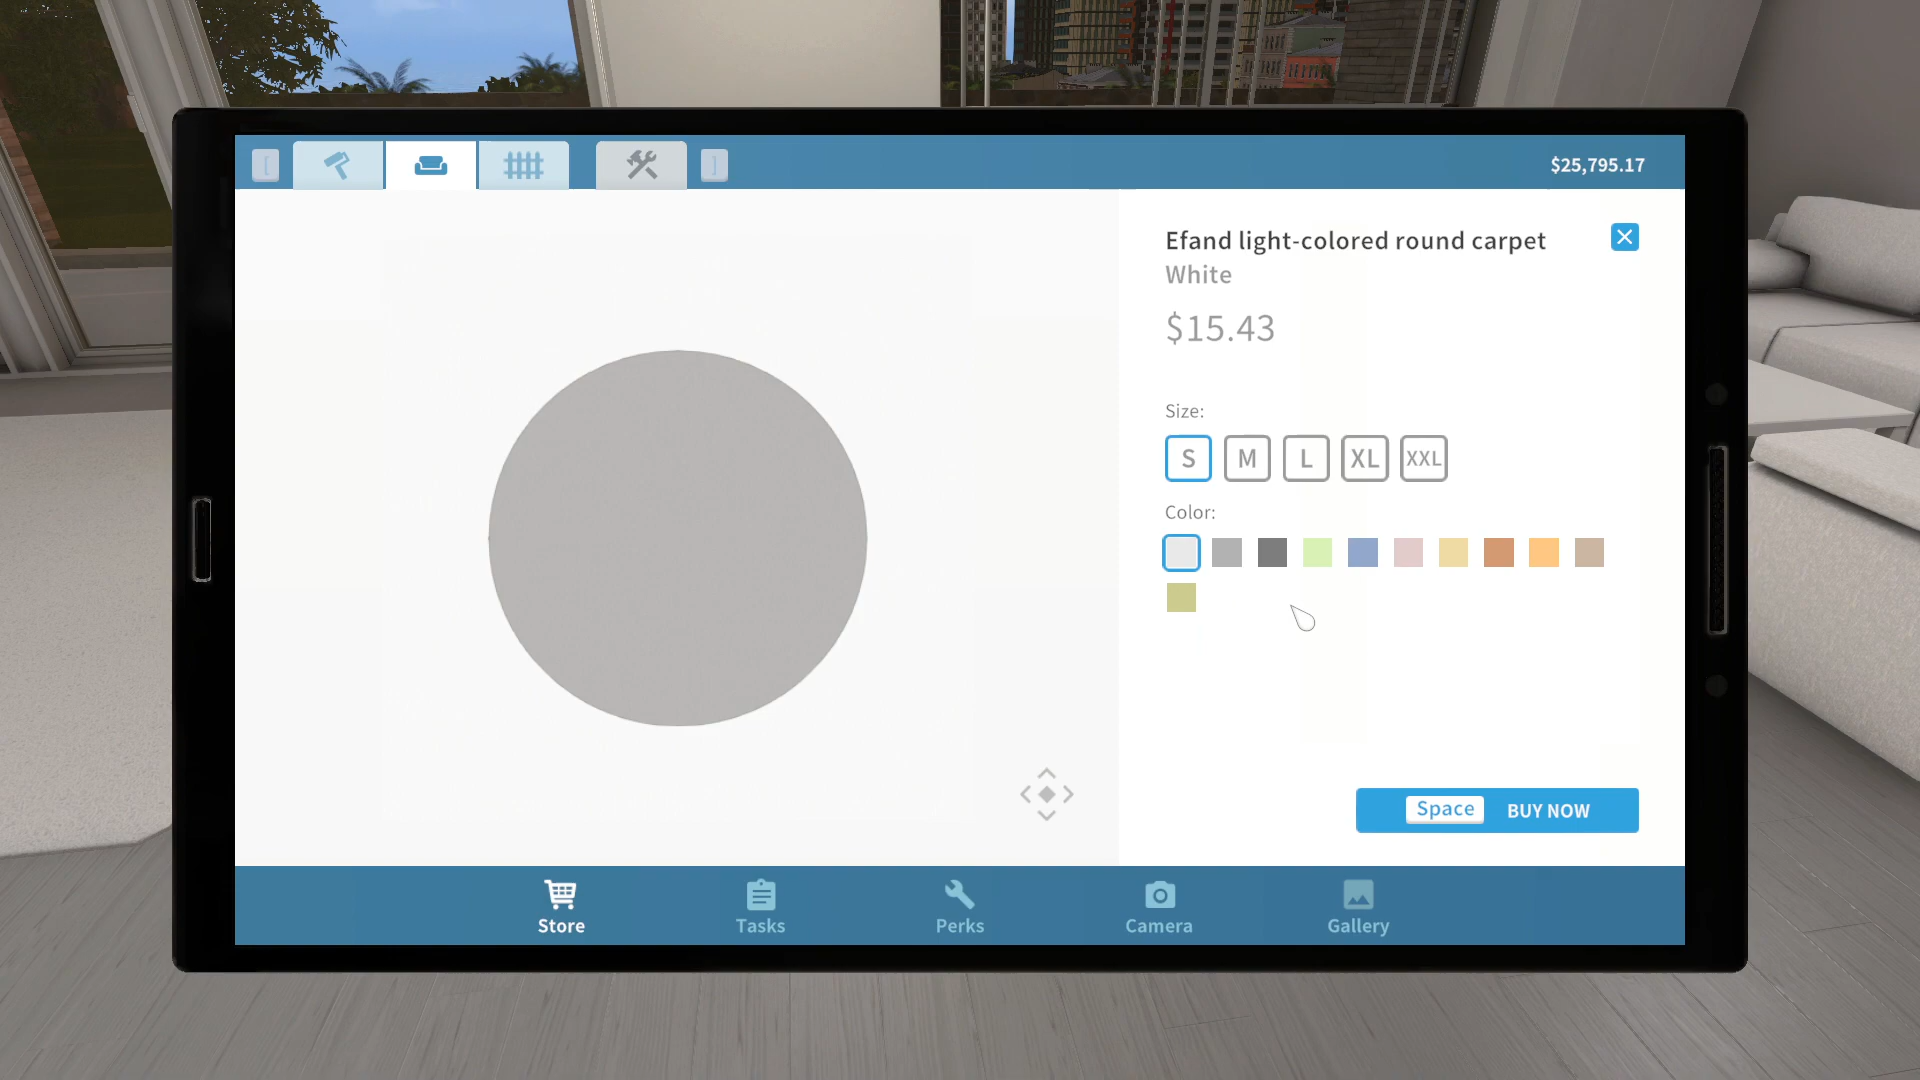 [
]
$25,795.17
Efand light-colored round carpet
White
$15.43
Size:
S M L XL XXL
Color:
Space BUY NOW
Store Tasks Perks Camera Gallery